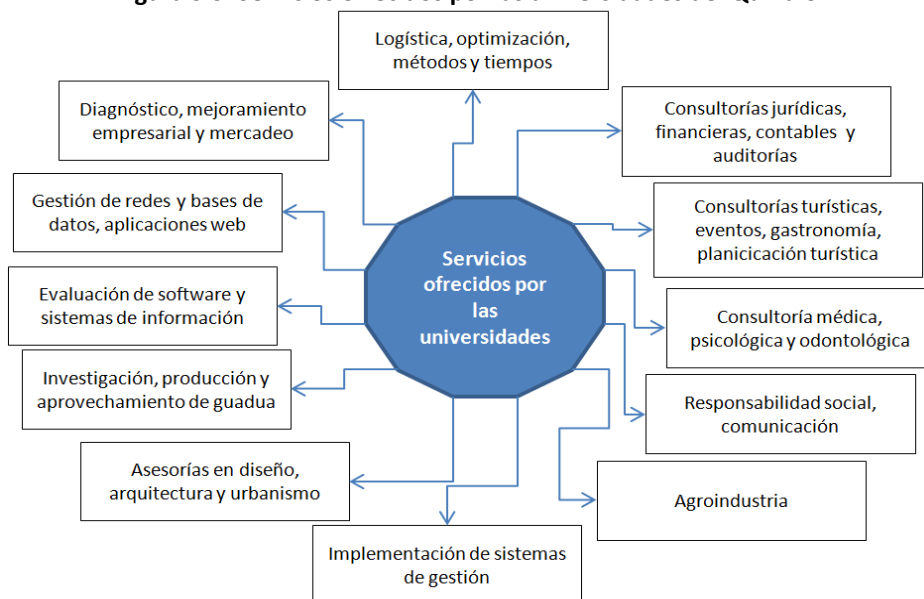 Logística, optimización,
métodos y tiempos
Diagnóstico, mejoramiento
empresarial y mercadeo
Consultorías jurídicas,
financieras, contables y
auditorías
Gestión de redes y bases de
datos, aplicaciones web
Consultorías turísticas,
eventos, gastronomía,
planicicación turística
Servicios
ofrecidos por
las
universidades
Evaluación de software y
sistemas de información
Consultoría médica,
psicológica y odontológica
Investigación, producción y
aprovechamiento de guadua
Responsabilidad social,
comunicación
Asesorías en diseño,
arquitectura y urbanismo
Agroindustria
Implementación de sistemas
de gestión